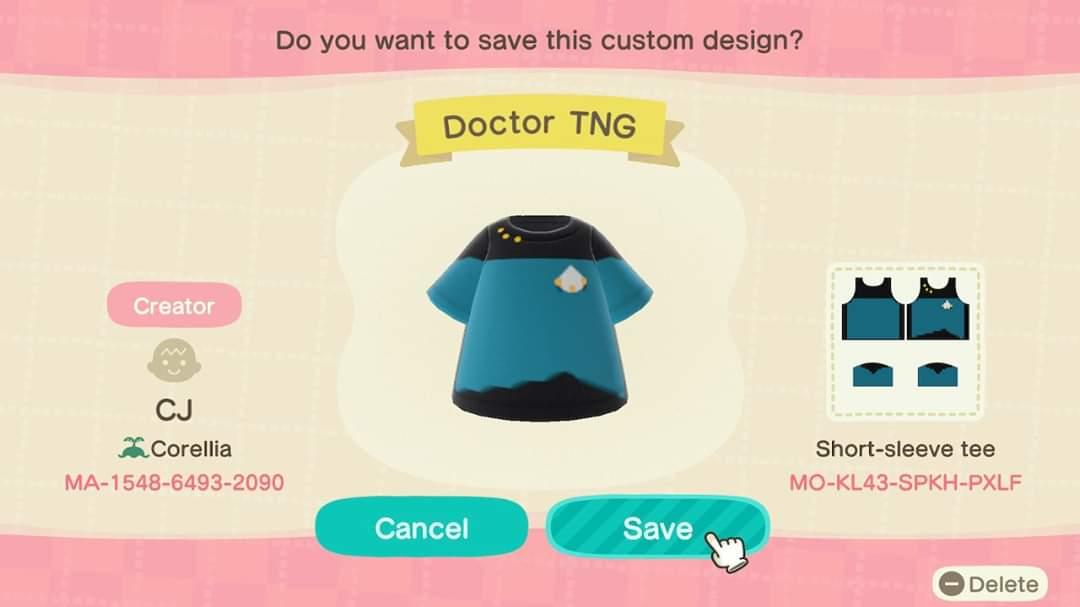 Do you want to save this custom design?
Doctor TNG
Creator
CJ
Corellia
MA-1548-6493-2090
Short-sleeve tee
MO-KL43-SPKH-PXLF
Cancel
Save
Delete